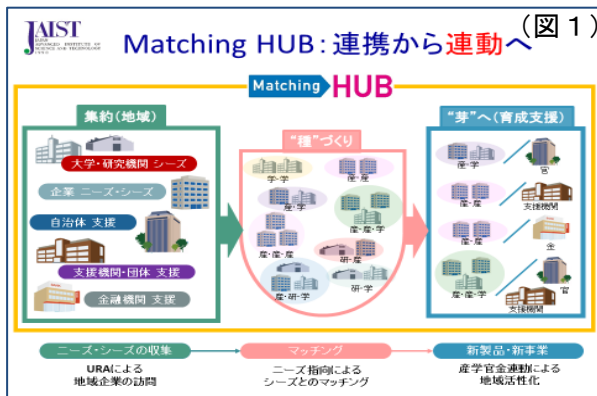 (図1)
JAIST
JAPAN
ADVANCED INSTITUTE OF
SCIENCE AND TECHNOLOGY
Matching HUB:連携から連動へ
Matching HUB
集約(地域)
大学・研究機関 シーズ
企業 ニーズ・シーズ
自治体 支援
支援機関・団体 支援
金融機関 支援
“種”づくり
学・学
産・産
産・学
産・産・学
産・産・産
研・産
産・研・学
研・学
“芽”へ(育成支援)
産・学
官
産・産
支援機関
産・産
金
産・産・学
官
支援機関
ニーズ・シーズの収集
マッチング
新製品・新事業
URAによる
地域企業の訪問
ニーズ指向による
シーズとのマッチング
産学官金連動による
地域活性化